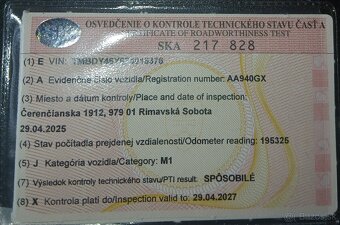 OSVEDČENIE O KONTROLE TECHNICKÉHO STAVU ČASŤ A
CERTIFICATE OF ROADWORTHINESS TEST
SKA 217 828
(1) E VIN:
(2) A Evidenčné číslo vozidla/Registration number: AA940GX
(3) Miesto a dátum kontroly/Place and date of inspection:
Čerenčianska 1912, 979 01 Rimavská Sobota
29.04.2025
(4) Stav počítadla prejdenej vzdialenosti/Odometer reading: 195325
(5) J Kategória vozidla/Category: M1
(7) Výsledok kontroly technického stavu/PTI result: SPÔSOBILÉ
(8) X Kontrola platí do/Inspection valid to: 29.04.2027